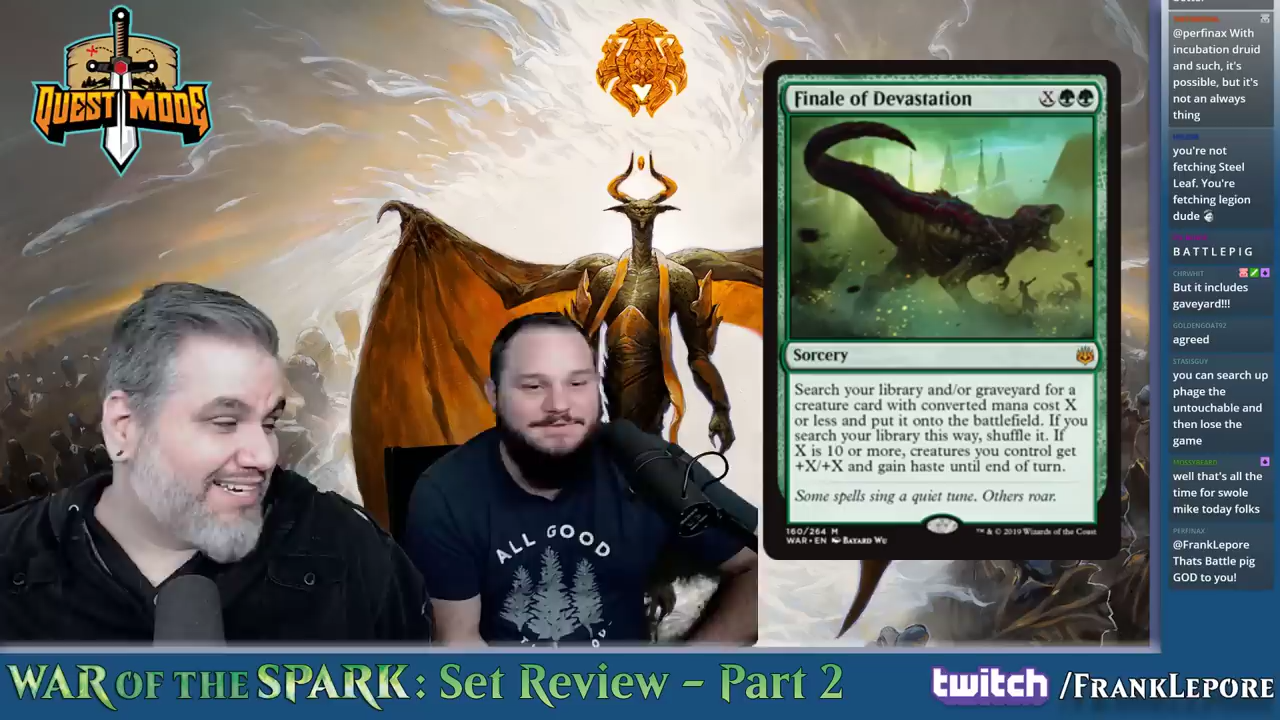 QUEST MODE
Finale of Devastation
X
Sorcery
Search your library and/or graveyard for a
creature card with converted mana cost X
or less and put it onto the battlefield. If you
search your library this way, shuffle it. If
X is 10 or more, creatures you control get
+X/+X and gain haste until end of turn.
Some spells sing a quiet tune. Others roar.
160/264 M
WAR • EN BAYARD WU
™ & © 2019 Wizards of the Coast
ALL GOOD
@perfinax With
incubation druid
and such, it's
possible, but it's
not an always
thing
you're not
fetching Steel
Leaf. You're
fetching legion
dude
B A T T L E P I G
CHRWHIT
But it includes
gaveyard!!!
GOLDENGOAT92
agreed
STASISGUY
you can search up
phage the
untouchable and
then lose the
game
MOSSYBEARD
well that's all the
time for swole
mike today folks
PERFINAX
@FrankLepore
Thats Battle pig
GOD to you!
WAR OF THE SPARK: Set Review - Part 2
twitch /FRANKLEPORE